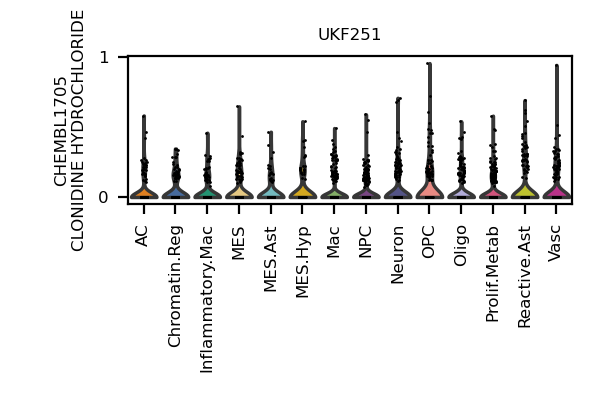 UKF251
CHEMBL1705
CLONIDINE HYDROCHLORIDE
1
0
AC
Chromatin.Reg
Inflammatory.Mac
MES
MES.Ast
MES.Hyp
Mac
NPC
Neuron
OPC
Oligo
Prolif.Metab
Reactive.Ast
Vasc